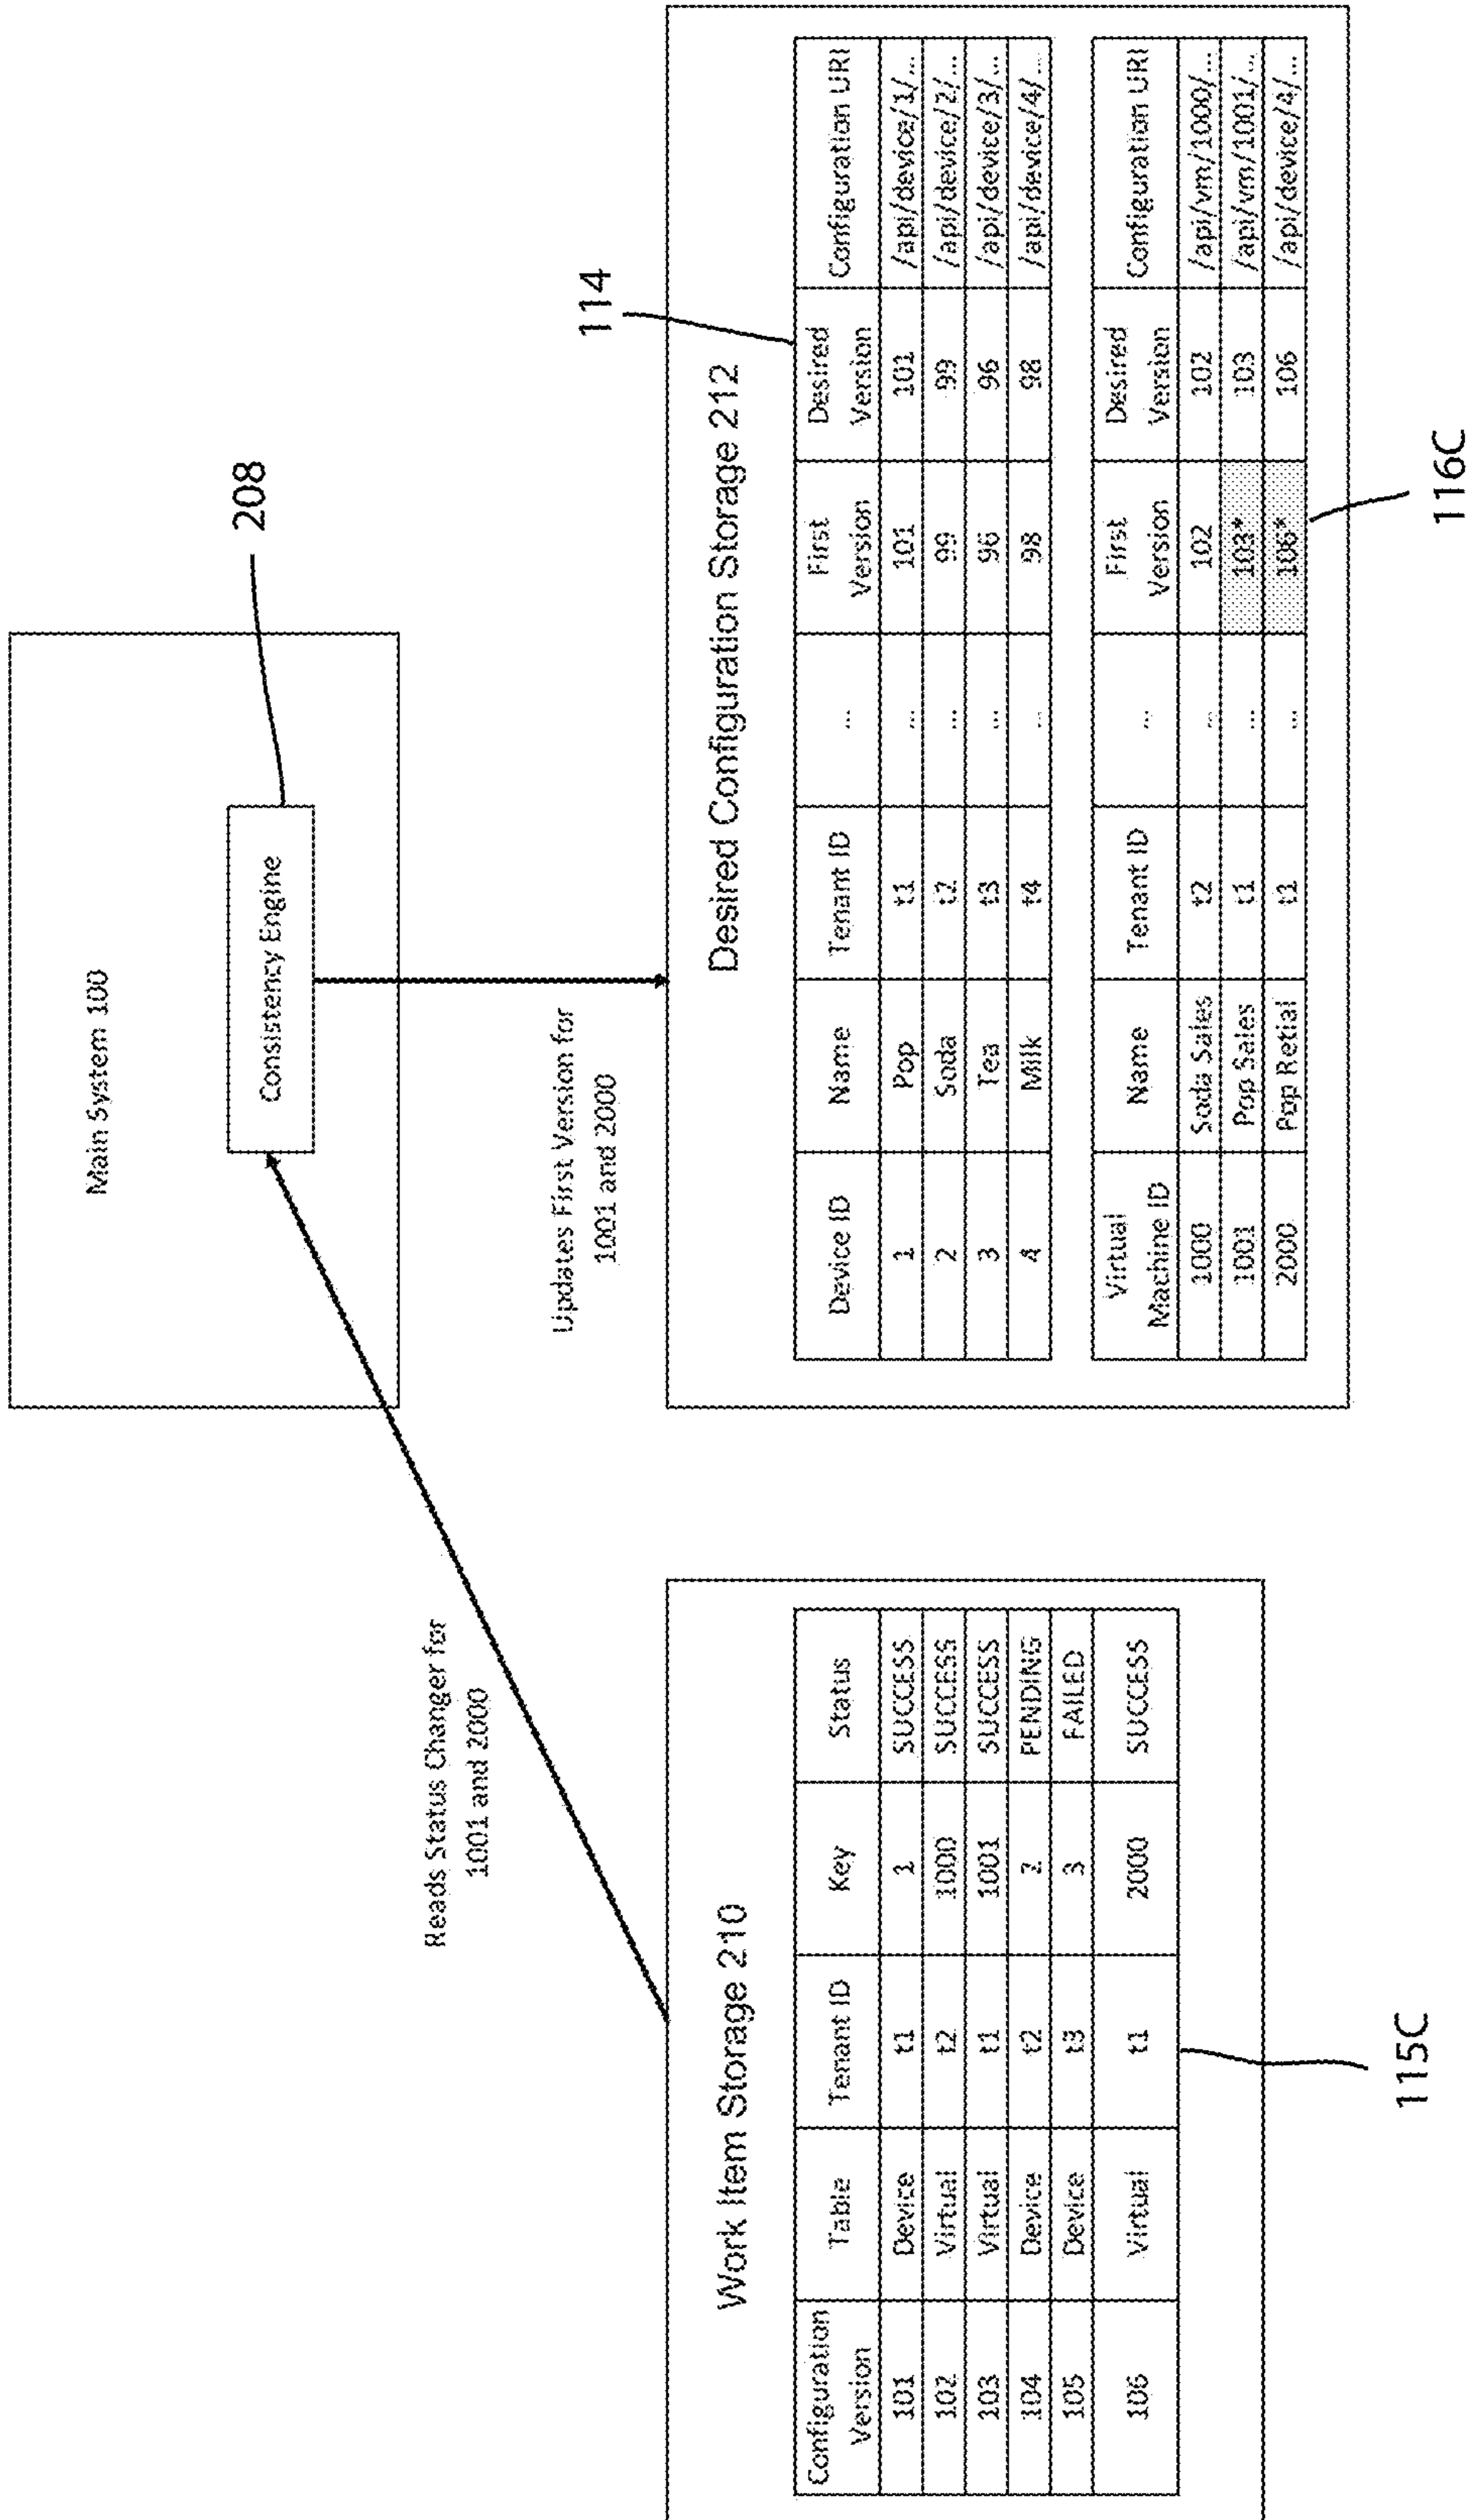 Main System 100
208
Consistency Engine
Reads Status Changer for
1001 and 2000
Updates First Version for
1001 and 2000
Work Item Storage 210
Configuration Version Table Tenant ID Key Status
101 Device t1 1 SUCCESS
102 Virtual t2 1000 SUCCESS
103 Virtual t1 1001 SUCCESS
104 Device t2 2 PENDING
105 Device t3 3 FAILED
106 Virtual t1 2000 SUCCESS
115C
Desired Configuration Storage 212
114
Device ID Name Tenant ID ... First Version Desired Version Configuration URI
1 Pop t1 ... 101 101 /api/device/1/...
2 Soda t2 ... 99 99 /api/device/2/...
3 Tea t3 ... 96 96 /api/device/3/...
4 Milk t4 ... 98 98 /api/device/4/...
Virtual Machine ID Name Tenant ID ... First Version Desired Version Configuration URI
1000 Soda Sales t2 ... 102 102 /api/vm/1000/...
1001 Pop Sales t1 ... 103* 103 /api/vm/1001/...
2000 Pop Retial t1 ... 106* 106 /api/device/4/...
116C